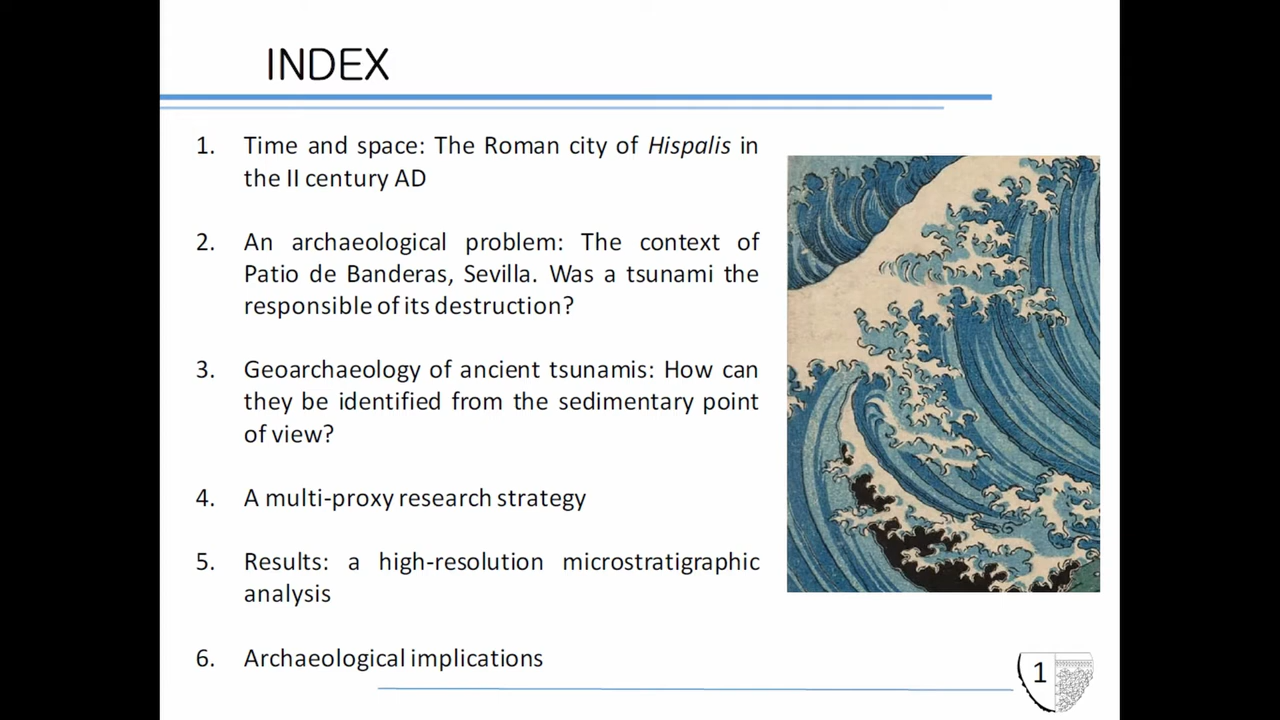 INDEX
1. Time and space: The Roman city of Hispalis in
the II century AD
2. An archaeological problem: The context of
Patio de Banderas, Sevilla. Was a tsunami the
responsible of its destruction?
3. Geoarchaeology of ancient tsunamis: How can
they be identified from the sedimentary point
of view?
4. A multi-proxy research strategy
5. Results: a high-resolution microstratigraphic
analysis
6. Archaeological implications
1